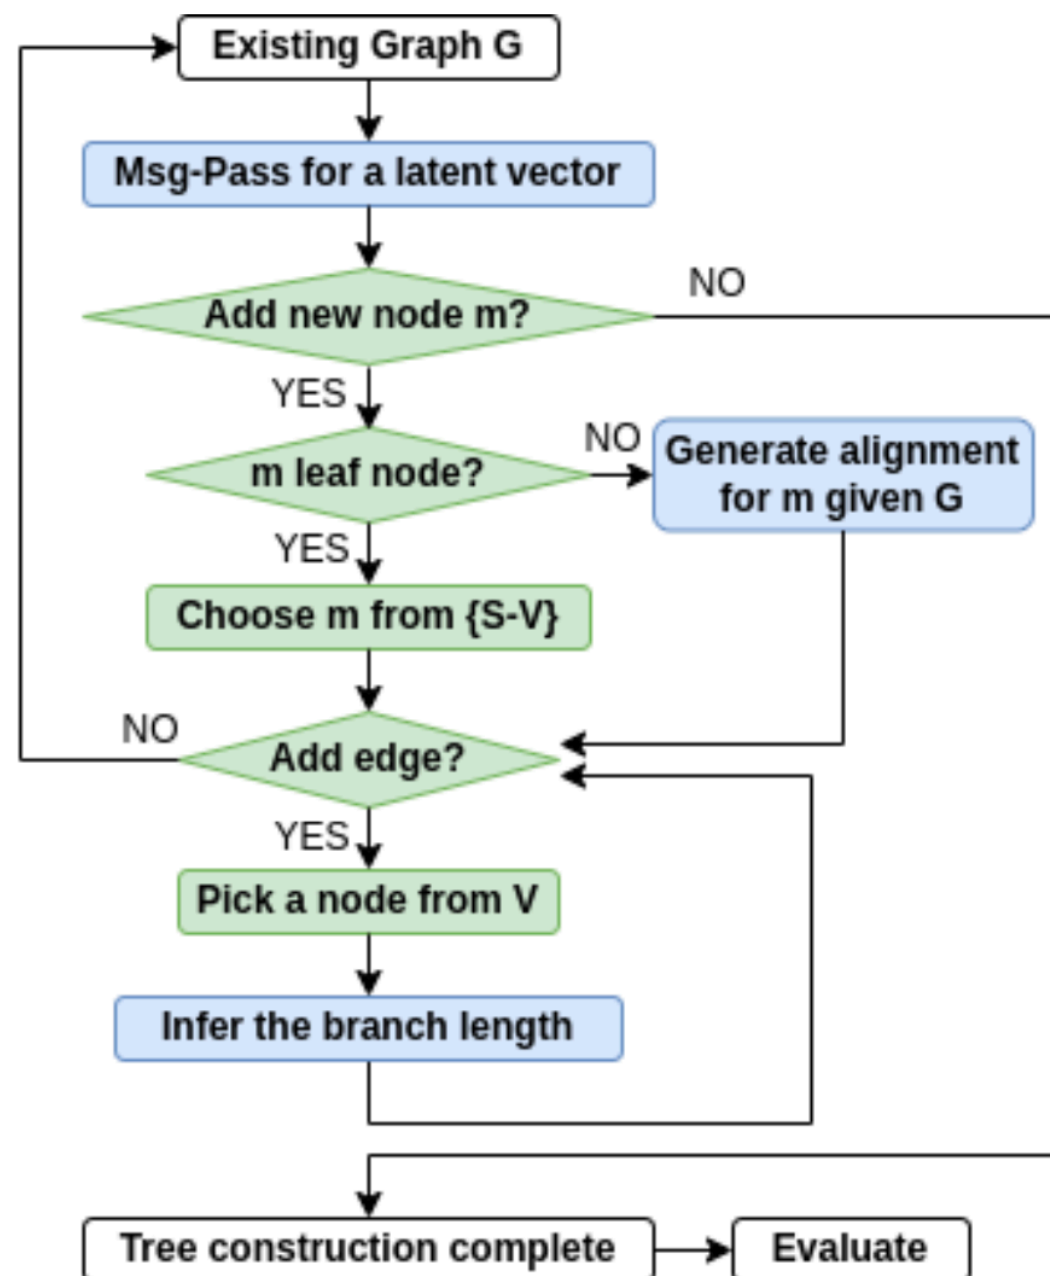 Existing Graph G
Msg-Pass for a latent vector
Add new node m?
NO
YES
m leaf node?
NO
Generate alignment
for m given G
YES
Choose m from {S-V}
Add edge?
NO
YES
Pick a node from V
Infer the branch length
Tree construction complete
Evaluate